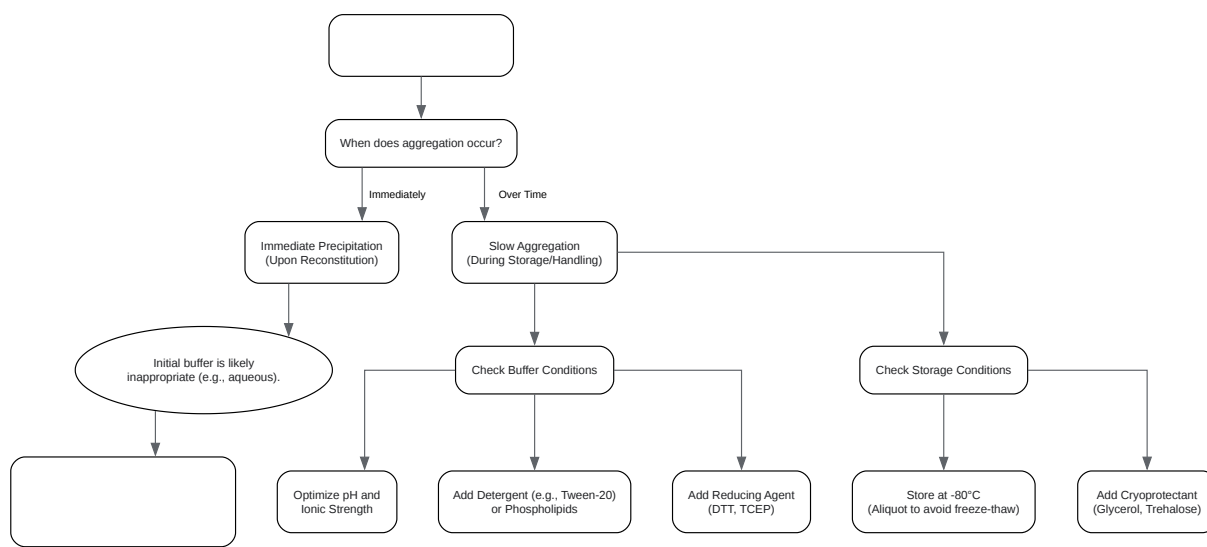 When does aggregation occur?
Immediately
Over Time
Immediate Precipitation
(Upon Reconstitution)
Slow Aggregation
(During Storage/Handling)
Initial buffer is likely
inappropriate (e.g., aqueous).
Check Buffer Conditions
Check Storage Conditions
Optimize pH and
Ionic Strength
Add Detergent (e.g., Tween-20)
or Phospholipids
Add Reducing Agent
(DTT, TCEP)
Store at -80°C
(Aliquot to avoid freeze-thaw)
Add Cryoprotectant
(Glycerol, Trehalose)